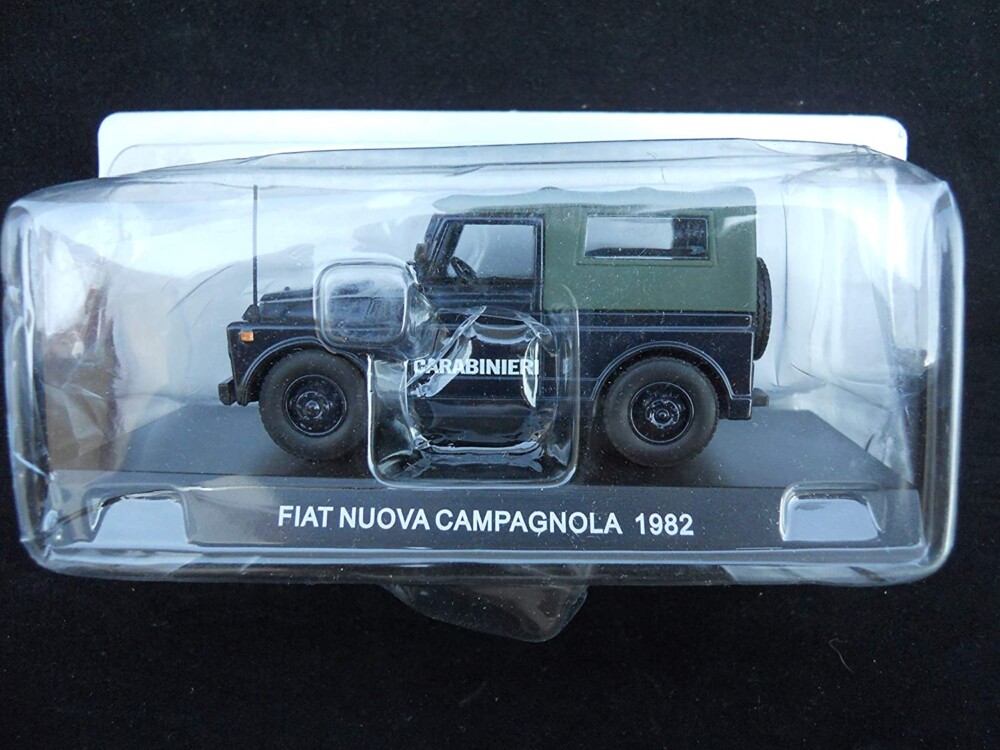 CARABINIERI
FIAT NUOVA CAMPAGNOLA 1982